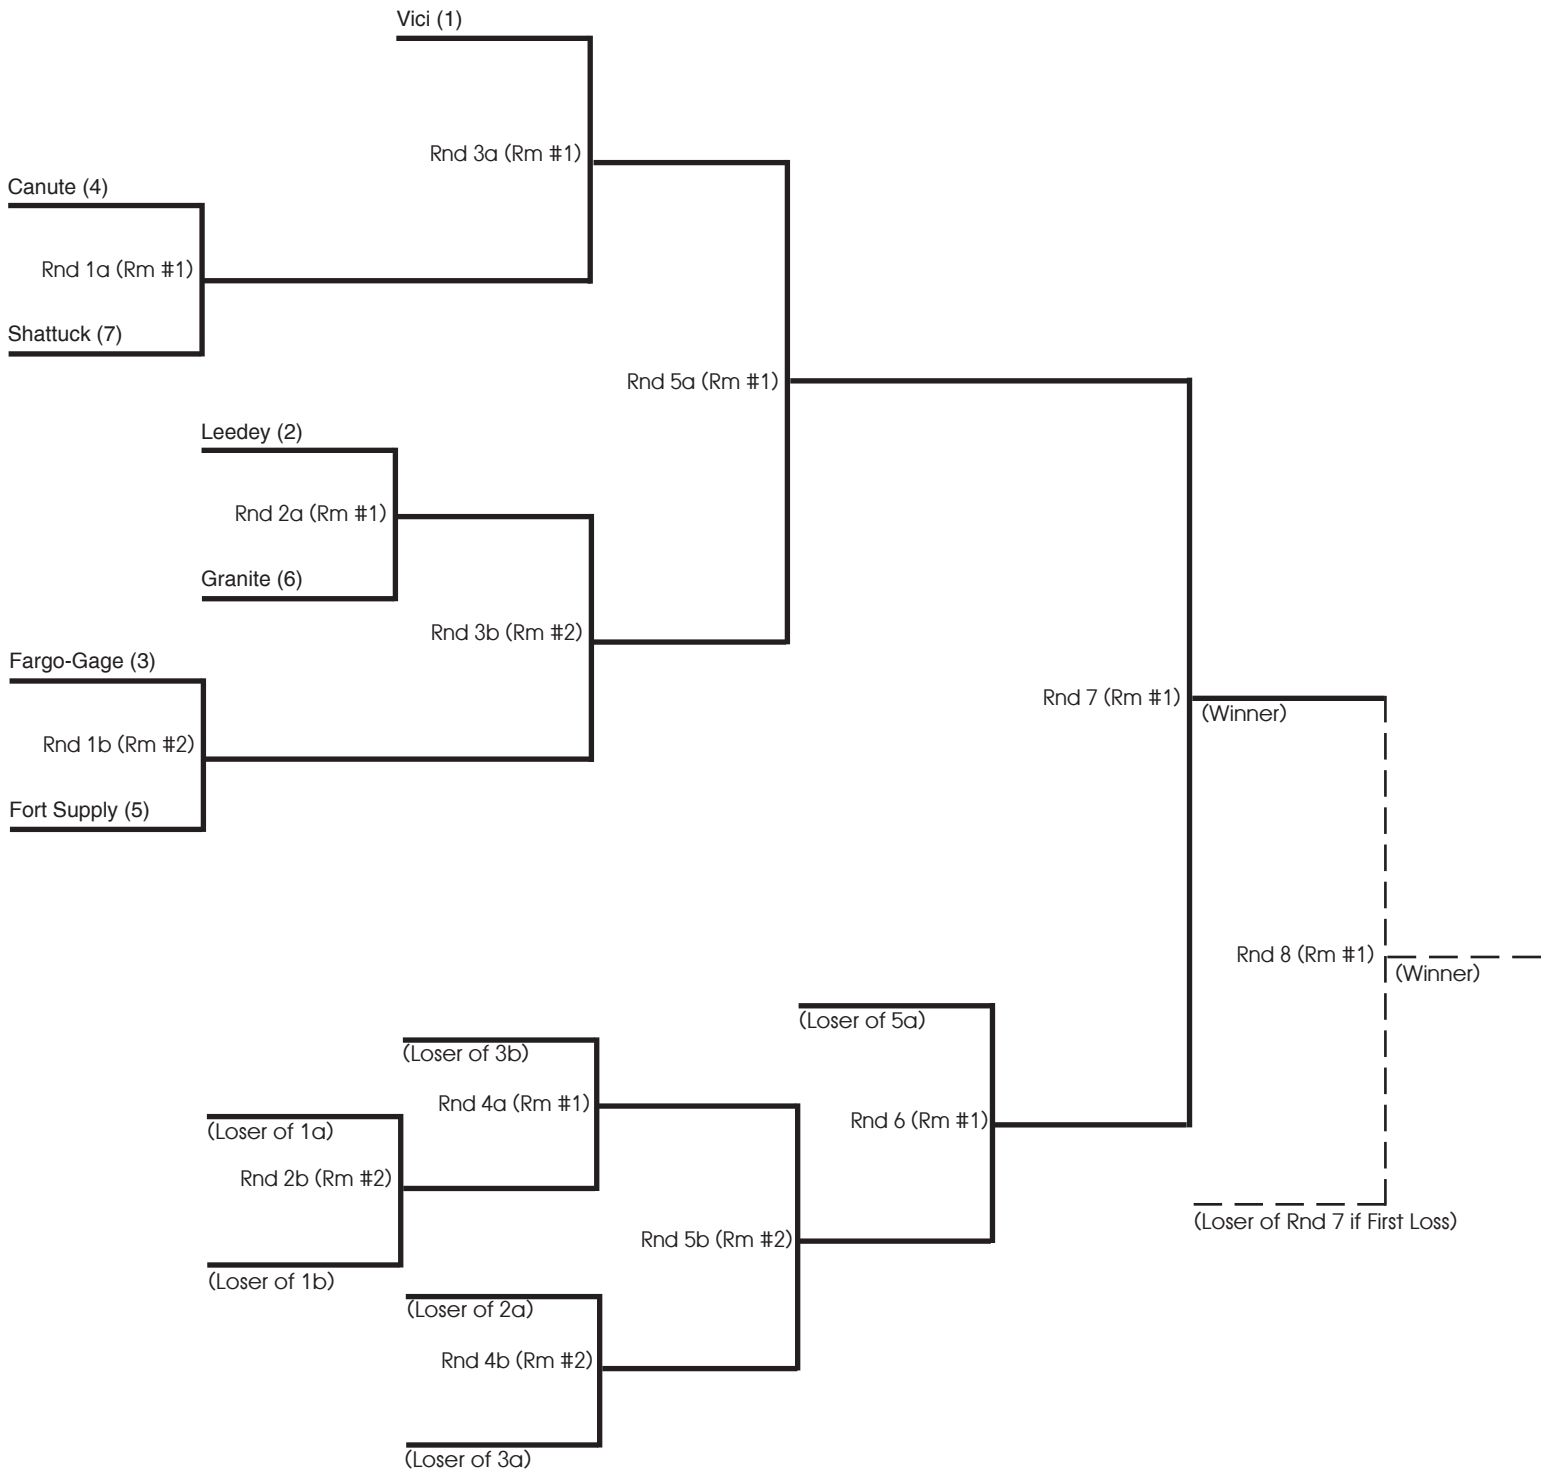 Vici (1)
Rnd 3a (Rm #1)
Canute (4)
Rnd 1a (Rm #1)
Shattuck (7)
Rnd 5a (Rm #1)
Leedey (2)
Rnd 2a (Rm #1)
Granite (6)
Rnd 3b (Rm #2)
Fargo-Gage (3)
Rnd 1b (Rm #2)
Fort Supply (5)
Rnd 7 (Rm #1)
(Winner)
Rnd 8 (Rm #1)
(Winner)
(Loser of 5a)
(Loser of 3b)
Rnd 4a (Rm #1)
Rnd 6 (Rm #1)
(Loser of 1a)
Rnd 2b (Rm #2)
(Loser of Rnd 7 if First Loss)
Rnd 5b (Rm #2)
(Loser of 1b)
(Loser of 2a)
Rnd 4b (Rm #2)
(Loser of 3a)